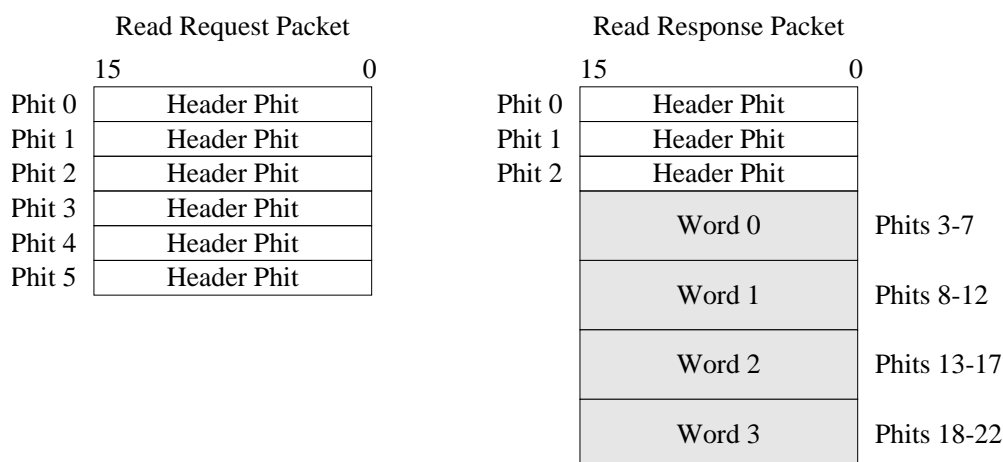 Read Request Packet
15 0
Phit 0 Header Phit
Phit 1 Header Phit
Phit 2 Header Phit
Phit 3 Header Phit
Phit 4 Header Phit
Phit 5 Header Phit
Read Response Packet
15 0
Phit 0 Header Phit
Phit 1 Header Phit
Phit 2 Header Phit
Word 0 Phits 3-7
Word 1 Phits 8-12
Word 2 Phits 13-17
Word 3 Phits 18-22